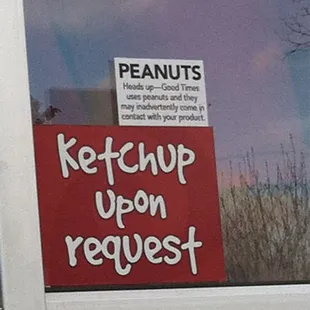 PEANUTS
Heads up—Good Times
uses peanuts and they
may inadvertently come in
contact with your product.
Ketchup
upon
request